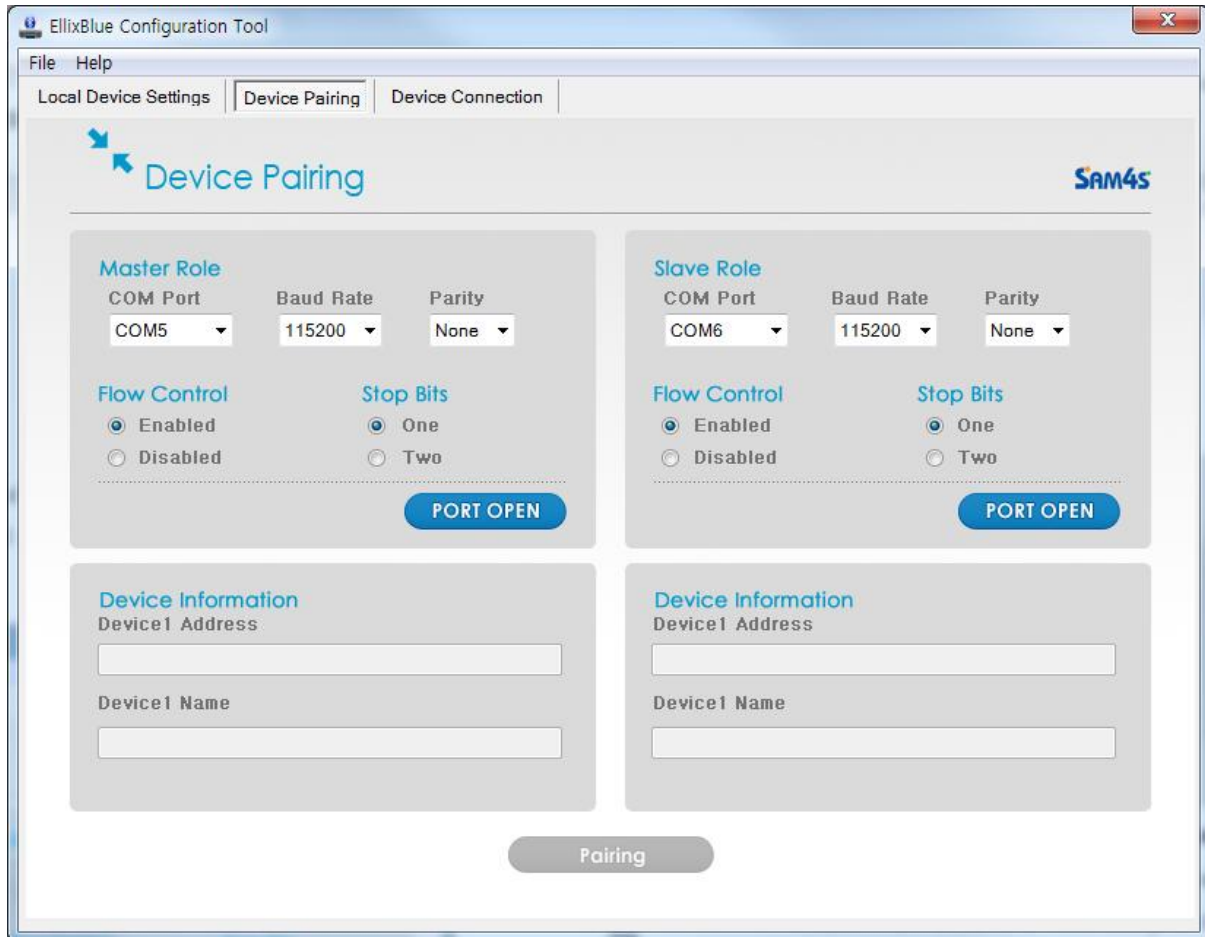 EllixBlue Configuration Tool
File Help
Local Device Settings Device Pairing Device Connection
Device Pairing
SAM4S
Master Role
COM Port Baud Rate Parity
COM5 115200 None
Flow Control Stop Bits
Enabled One
Disabled Two
PORT OPEN
Slave Role
COM Port Baud Rate Parity
COM6 115200 None
Flow Control Stop Bits
Enabled One
Disabled Two
PORT OPEN
Device Information
Device1 Address
Device1 Name
Device Information
Device1 Address
Device1 Name
Pairing